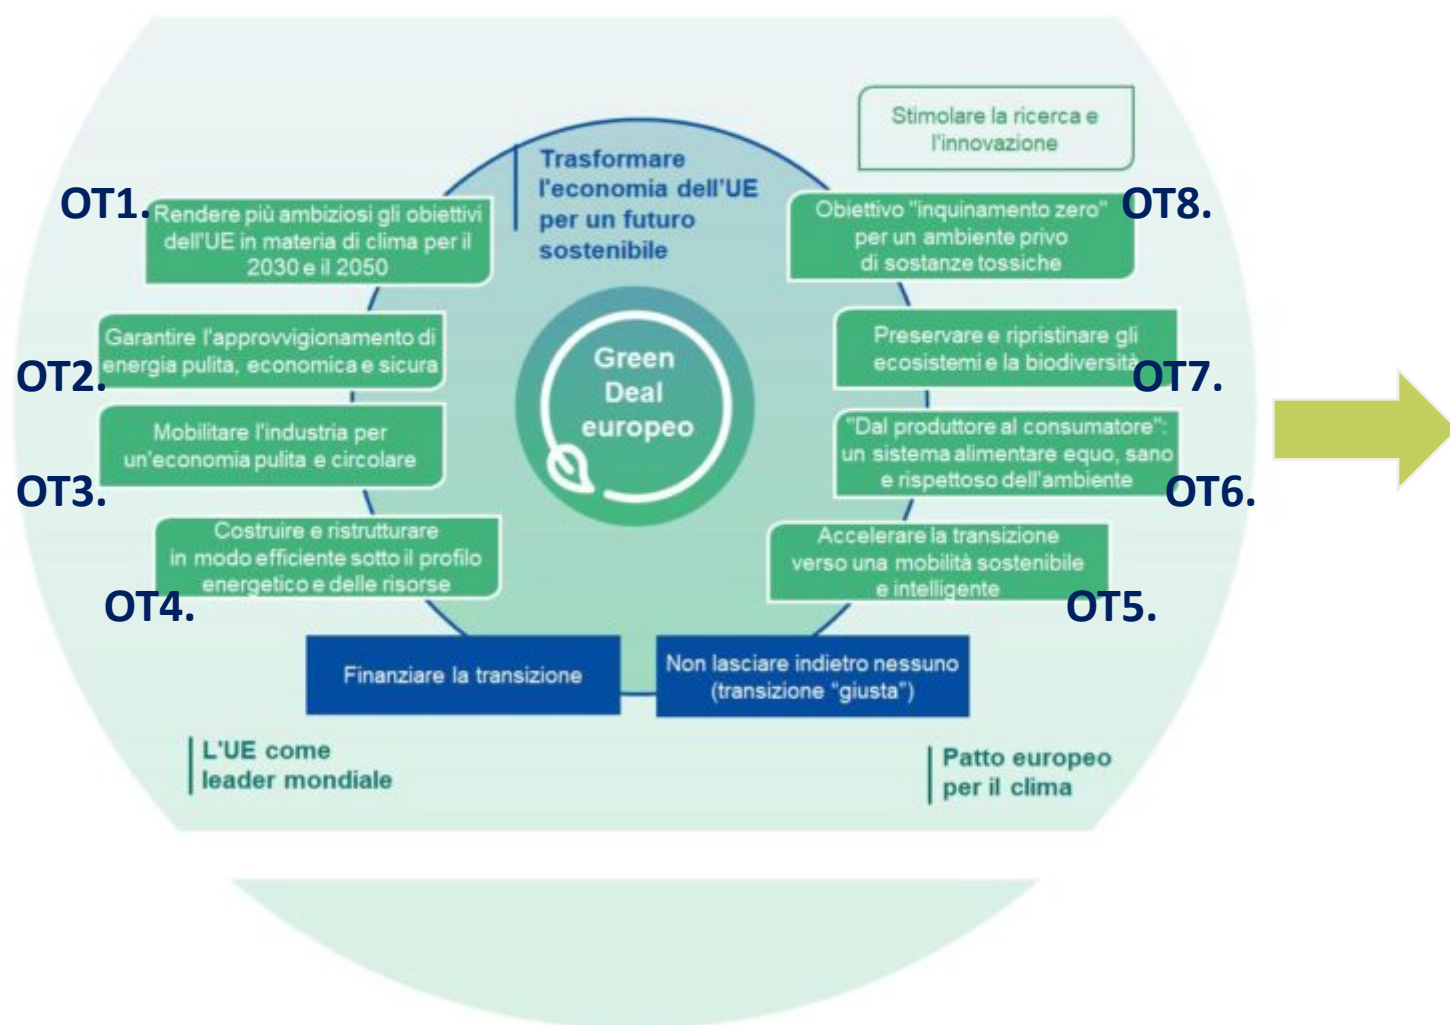 Stimolare la ricerca e
l'innovazione
Trasformare
l'economia dell'UE
per un futuro
sostenibile
OT1.
Rendere più ambiziosi gli obiettivi
dell'UE in materia di clima per il
2030 e il 2050
OT2.
Garantire l'approvvigionamento di
energia pulita, economica e sicura
OT3.
Mobilitare l'industria per
un'economia pulita e circolare
OT4.
Costruire e ristrutturare
in modo efficiente sotto il profilo
energetico e delle risorse
Green
Deal
europeo
Obiettivo "inquinamento zero"
per un ambiente privo
di sostanze tossiche
OT8.
Preservare e ripristinare gli
ecosistemi e la biodiversità
OT7.
"Dal produttore al consumatore":
un sistema alimentare equo, sano
e rispettoso dell'ambiente
OT6.
Accelerare la transizione
verso una mobilità sostenibile
e intelligente
OT5.
Finanziare la transizione
Non lasciare indietro nessuno
(transizione "giusta")
L'UE come
leader mondiale
Patto europeo
per il clima